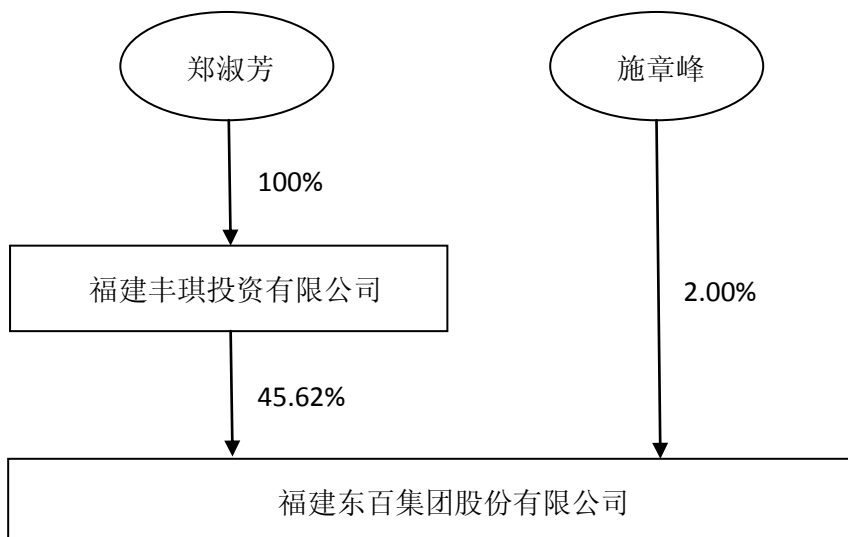 郑淑芳
施章峰
100%
福建丰琪投资有限公司
2.00%
45.62%
福建东百集团股份有限公司